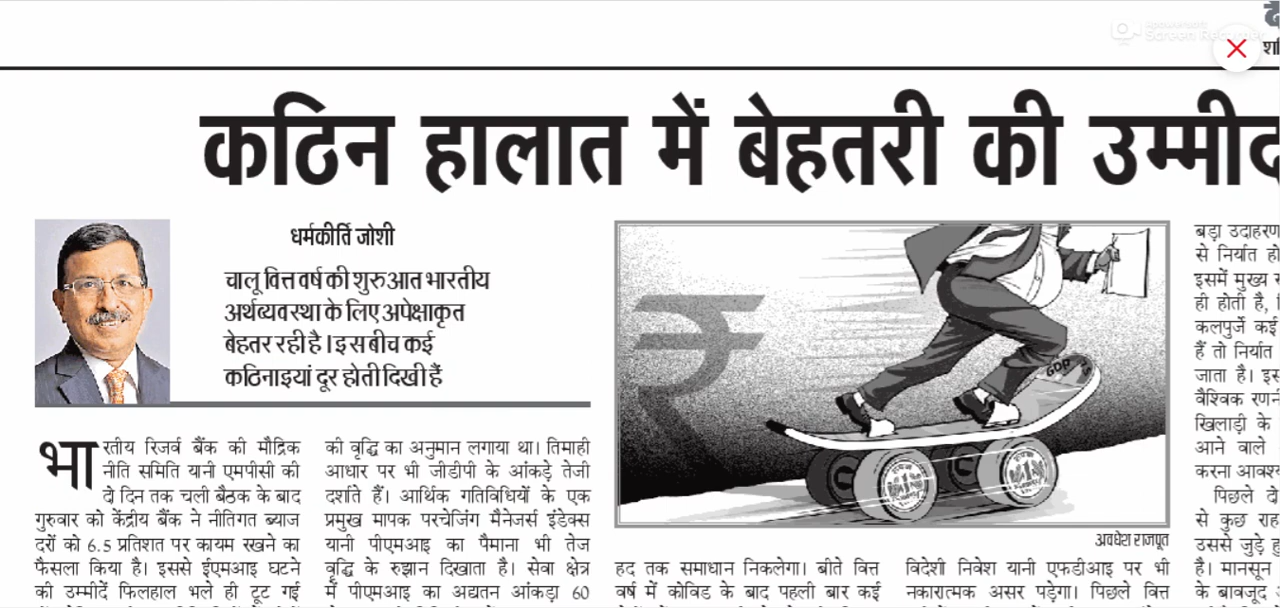 कठिन हालात में बेहतरी की उम्मीद
धर्मकीर्ति जोशी
चालू वित्त वर्ष की शुरुआत भारतीय
अर्थव्यवस्था के लिए अपेक्षाकृत
बेहतर रही है। इस बीच कई
कठिनाइयां दूर होती दिखी हैं
भारतीय रिजर्व बैंक की मौद्रिक
नीति समिति यानी एमपीसी की
दो दिन तक चली बैठक के बाद
गुरुवार को केंद्रीय बैंक ने नीतिगत ब्याज
दरों को 6.5 प्रतिशत पर कायम रखने का
फैसला किया है। इससे ईएमआइ घटने
की उम्मीदें फिलहाल भले ही टूट गई
की वृद्धि का अनुमान लगाया था। तिमाही
आधार पर भी जीडीपी के आंकड़े तेजी
दर्शाते हैं। आर्थिक गतिविधियों के एक
प्रमुख मापक परचेजिंग मैनेजर्स इंडेक्स
यानी पीएमआइ का पैमाना भी तेज
वृद्धि के रुझान दिखाता है। सेवा क्षेत्र
में पीएमआइ का अद्यतन आंकड़ा 60
₹
GDP
अवधेश राजपूत
हद तक समाधान निकलेगा। बीते वित्त
वर्ष में कोविड के बाद पहली बार कई
विदेशी निवेश यानी एफडीआइ पर भी
नकारात्मक असर पड़ेगा। पिछले वित्त
बड़ा उदाहरण
से निर्यात हो
इसमें मुख्य
ही होती है,
कलपुर्जे कई
हैं तो निर्यात
जाता है। इस
वैश्विक
खिलाड़ी के
आने वाले
करना
पिछले दो
से कुछ
उससे जुड़े
है। मानसून
के बावजूद